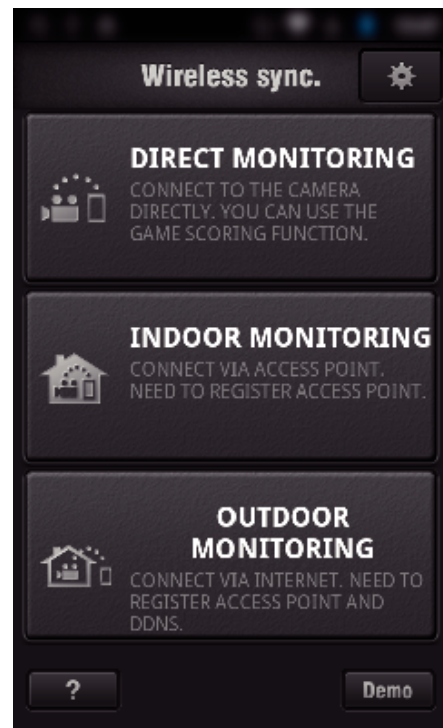 Wireless sync.
DIRECT MONITORING
CONNECT TO THE CAMERA
DIRECTLY. YOU CAN USE THE
GAME SCORING FUNCTION.
INDOOR MONITORING
CONNECT VIA ACCESS POINT.
NEED TO REGISTER ACCESS POINT.
OUTDOOR
MONITORING
CONNECT VIA INTERNET. NEED TO
REGISTER ACCESS POINT AND
DDNS.
?
Demo